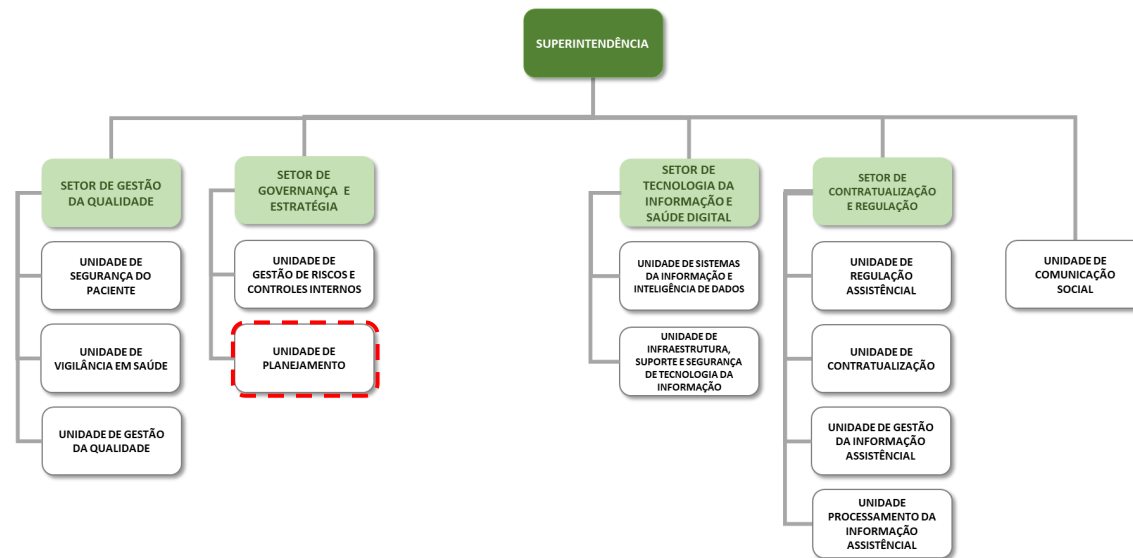 SUPERINTENDÊNCIA
SETOR DE GESTÃO
DA QUALIDADE
UNIDADE DE
SEGURANÇA DO
PACIENTE
UNIDADE DE
VIGILÂNCIA EM SAÚDE
UNIDADE DE GESTÃO
DA QUALIDADE
SETOR DE
GOVERNANÇA E
ESTRATÉGIA
UNIDADE DE
GESTÃO DE RISCOS E
CONTROLES INTERNOS
UNIDADE DE
PLANEJAMENTO
SETOR DE
TECNOLOGIA DA
INFORMAÇÃO E
SAÚDE DIGITAL
UNIDADE DE SISTEMAS
DA INFORMAÇÃO E
INTELIGÊNCIA DE DADOS
UNIDADE DE
INFRAESTRUTURA,
SUPORTE E SEGURANÇA
DE TECNOLOGIA DA
INFORMAÇÃO
SETOR DE
CONTRATUALIZAÇÃO
E REGULAÇÃO
UNIDADE DE
REGULAÇÃO
ASSISTÊNCIAL
UNIDADE DE
CONTRATUALIZAÇÃO
UNIDADE DE GESTÃO
DA INFORMAÇÃO
ASSISTÊNCIAL
UNIDADE
PROCESSAMENTO DA
INFORMAÇÃO
ASSISTÊNCIAL
UNIDADE DE
COMUNICAÇÃO
SOCIAL